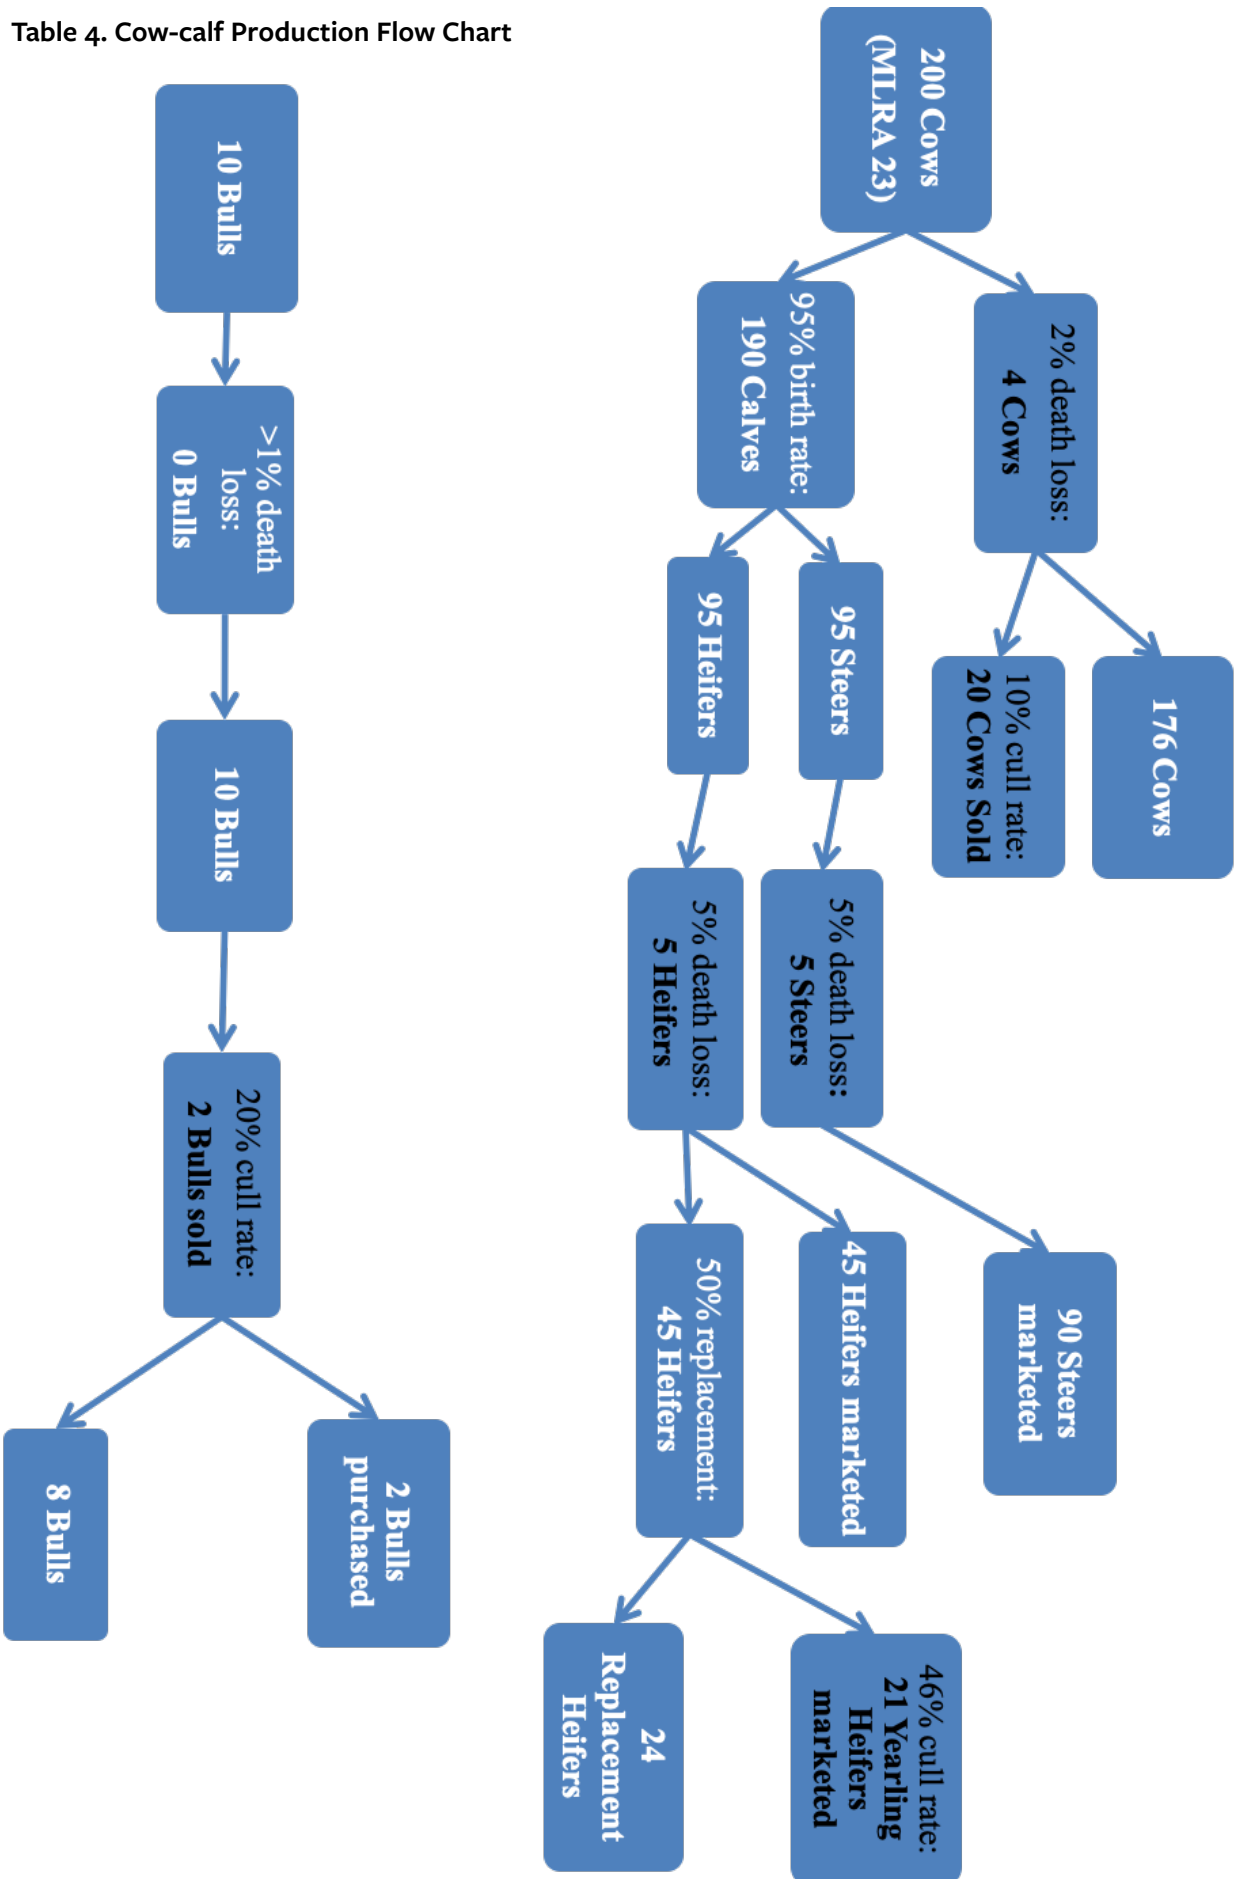 Table 4. Cow-calf Production Flow Chart
200 Cows
(MLRA 23)
2% death loss:
4 Cows
176 Cows
10% cull rate:
20 Cows Sold
95% birth rate:
190 Calves
95 Steers
5% death loss:
5 Steers
90 Steers
marketed
95 Heifers
5% death loss:
5 Heifers
45 Heifers marketed
50% replacement:
45 Heifers
46% cull rate:
21 Yearling
Heifers
marketed
24
Replacement
Heifers
10 Bulls
>1% death
loss:
0 Bulls
10 Bulls
20% cull rate:
2 Bulls sold
2 Bulls
purchased
8 Bulls